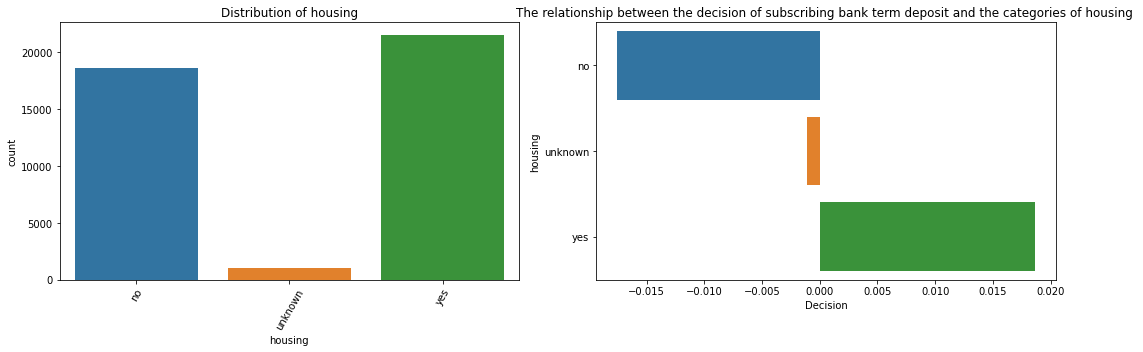 Distribution of housing
count
20000
15000
10000
5000
0
no
unknown
yes
housing
The relationship between the decision of subscribing bank term deposit and the categories of housing
housing
no
unknown
yes
−0.015 −0.010 −0.005 0.000 0.005 0.010 0.015 0.020
Decision